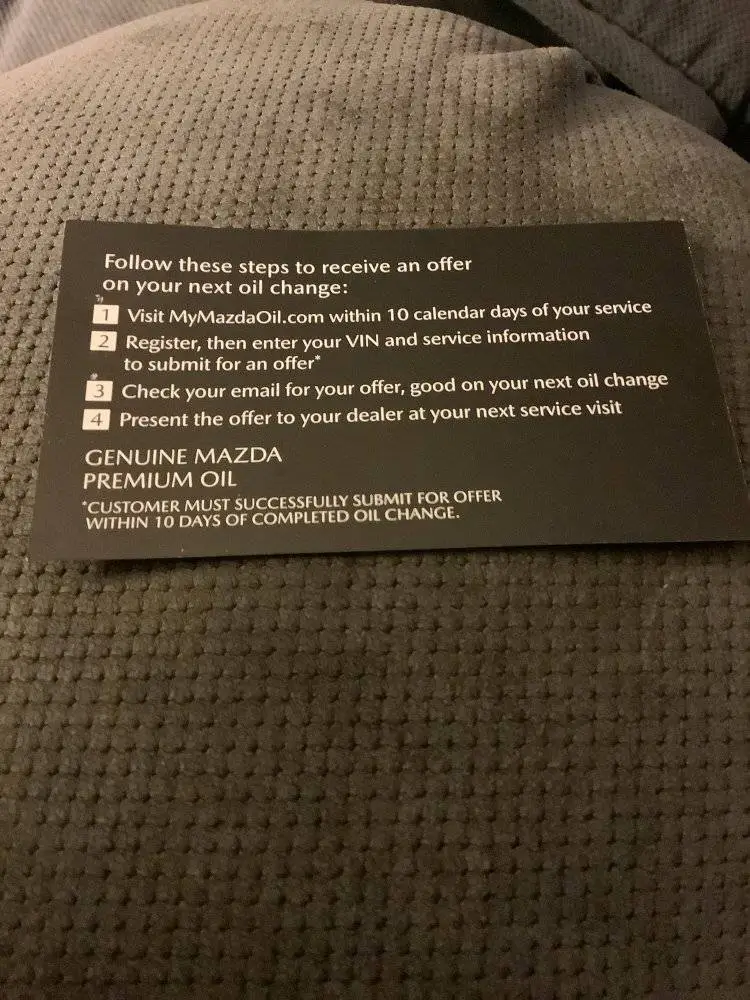 Follow these steps to receive an offer
on your next oil change:
1 Visit MyMazdaOil.com within 10 calendar days of your service
2 Register, then enter your VIN and service information
to submit for an offer*
3 Check your email for your offer, good on your next oil change
4 Present the offer to your dealer at your next service visit
GENUINE MAZDA
PREMIUM OIL
*CUSTOMER MUST SUCCESSFULLY SUBMIT FOR OFFER
WITHIN 10 DAYS OF COMPLETED OIL CHANGE.